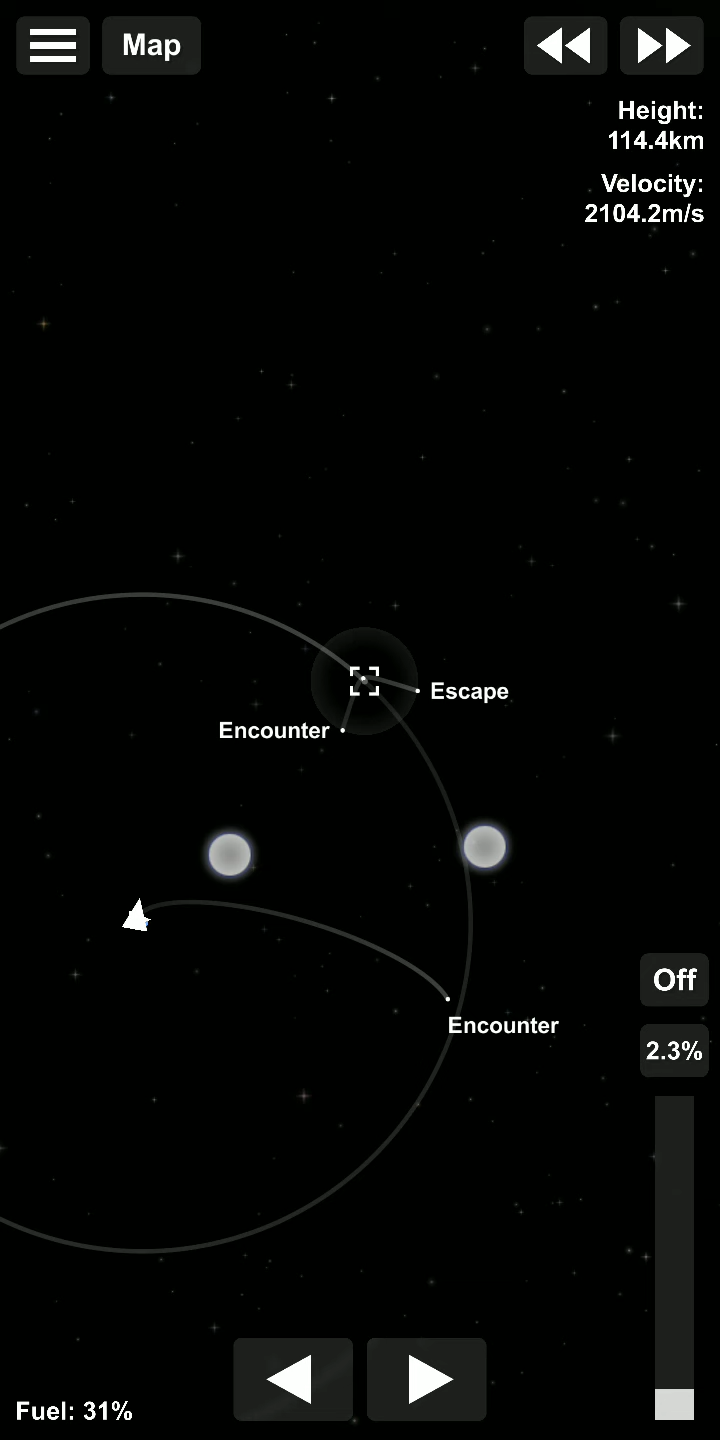 Map
Height:
114.4km
Velocity:
2104.2m/s
Escape
Encounter
Encounter
Off
2.3%
Fuel: 31%